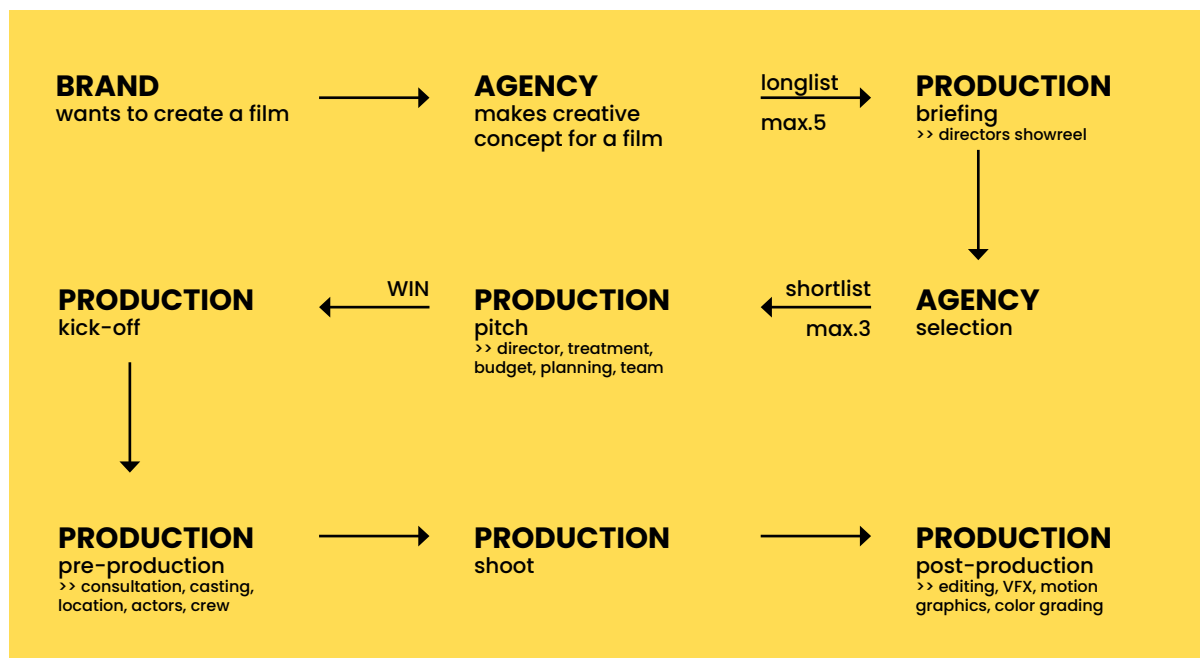 BRAND
wants to create a film
AGENCY
makes creative
concept for a film
longlist
max.5
PRODUCTION
briefing
>> directors showreel
AGENCY
selection
shortlist
max.3
PRODUCTION
pitch
>> director, treatment,
budget, planning, team
WIN
PRODUCTION
kick-off
PRODUCTION
pre-production
>> consultation, casting,
location, actors, crew
PRODUCTION
shoot
PRODUCTION
post-production
>> editing, VFX, motion
graphics, color grading